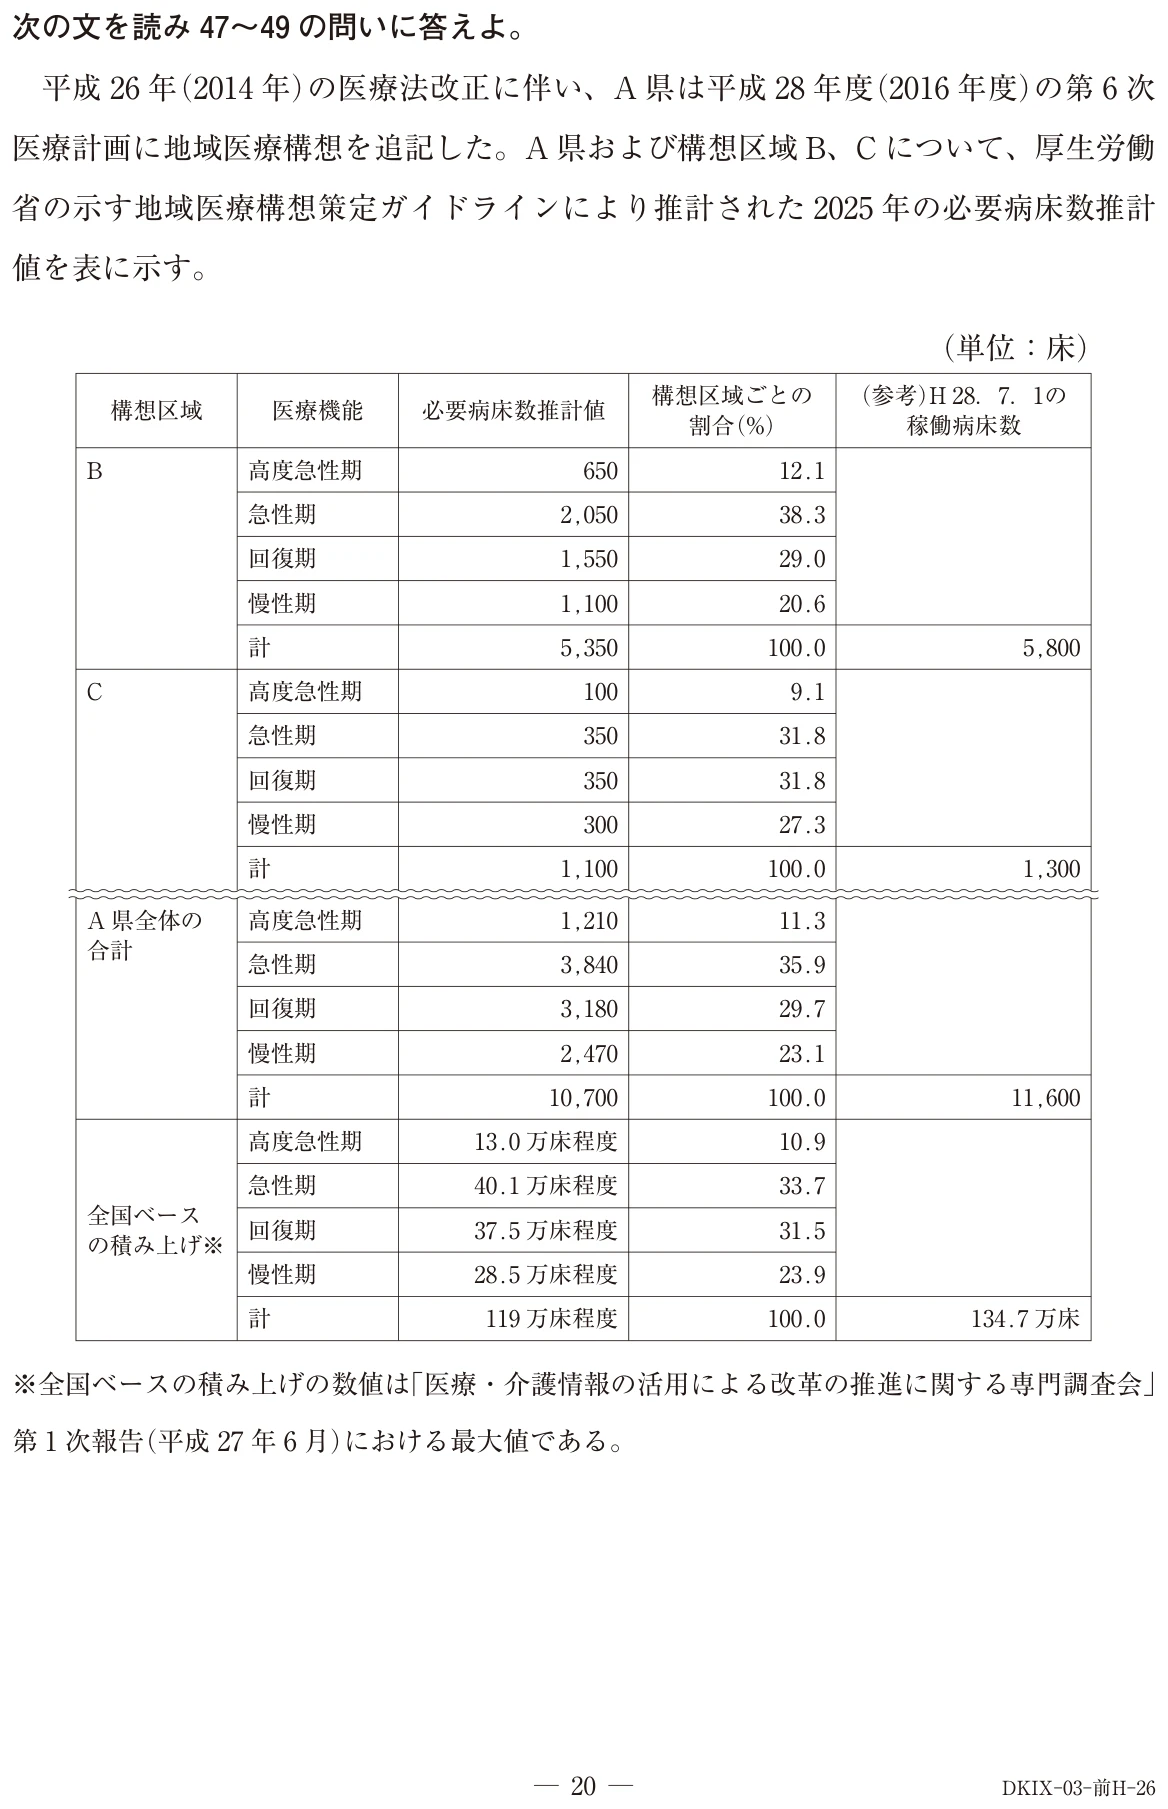 次の文を読み 47〜49 の問いに答えよ。
平成 26 年(2014 年)の医療法改正に伴い、A 県は平成 28 年度(2016 年度)の第 6 次
医療計画に地域医療構想を追記した。A 県および構想区域 B、C について、厚生労働
省の示す地域医療構想策定ガイドラインにより推計された 2025 年の必要病床数推計
値を表に示す。
(単位：床)
構想区域 医療機能 必要病床数推計値 構想区域ごとの割合(%) (参考)H 28. 7. 1の稼働病床数
B 高度急性期 650 12.1
急性期 2,050 38.3
回復期 1,550 29.0
慢性期 1,100 20.6
計 5,350 100.0 5,800
C 高度急性期 100 9.1
急性期 350 31.8
回復期 350 31.8
慢性期 300 27.3
計 1,100 100.0 1,300
A 県全体の合計 高度急性期 1,210 11.3
急性期 3,840 35.9
回復期 3,180 29.7
慢性期 2,470 23.1
計 10,700 100.0 11,600
全国ベースの積み上げ※ 高度急性期 13.0 万床程度 10.9
急性期 40.1 万床程度 33.7
回復期 37.5 万床程度 31.5
慢性期 28.5 万床程度 23.9
計 119 万床程度 100.0 134.7 万床
※全国ベースの積み上げの数値は「医療・介護情報の活用による改革の推進に関する専門調査会」
第 1 次報告(平成 27 年 6 月)における最大値である。
— 20 —
DKIX-03-前H-26